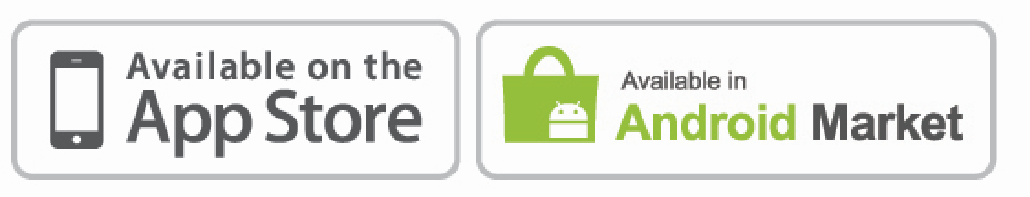 Available on the
App Store
Available in
Android Market